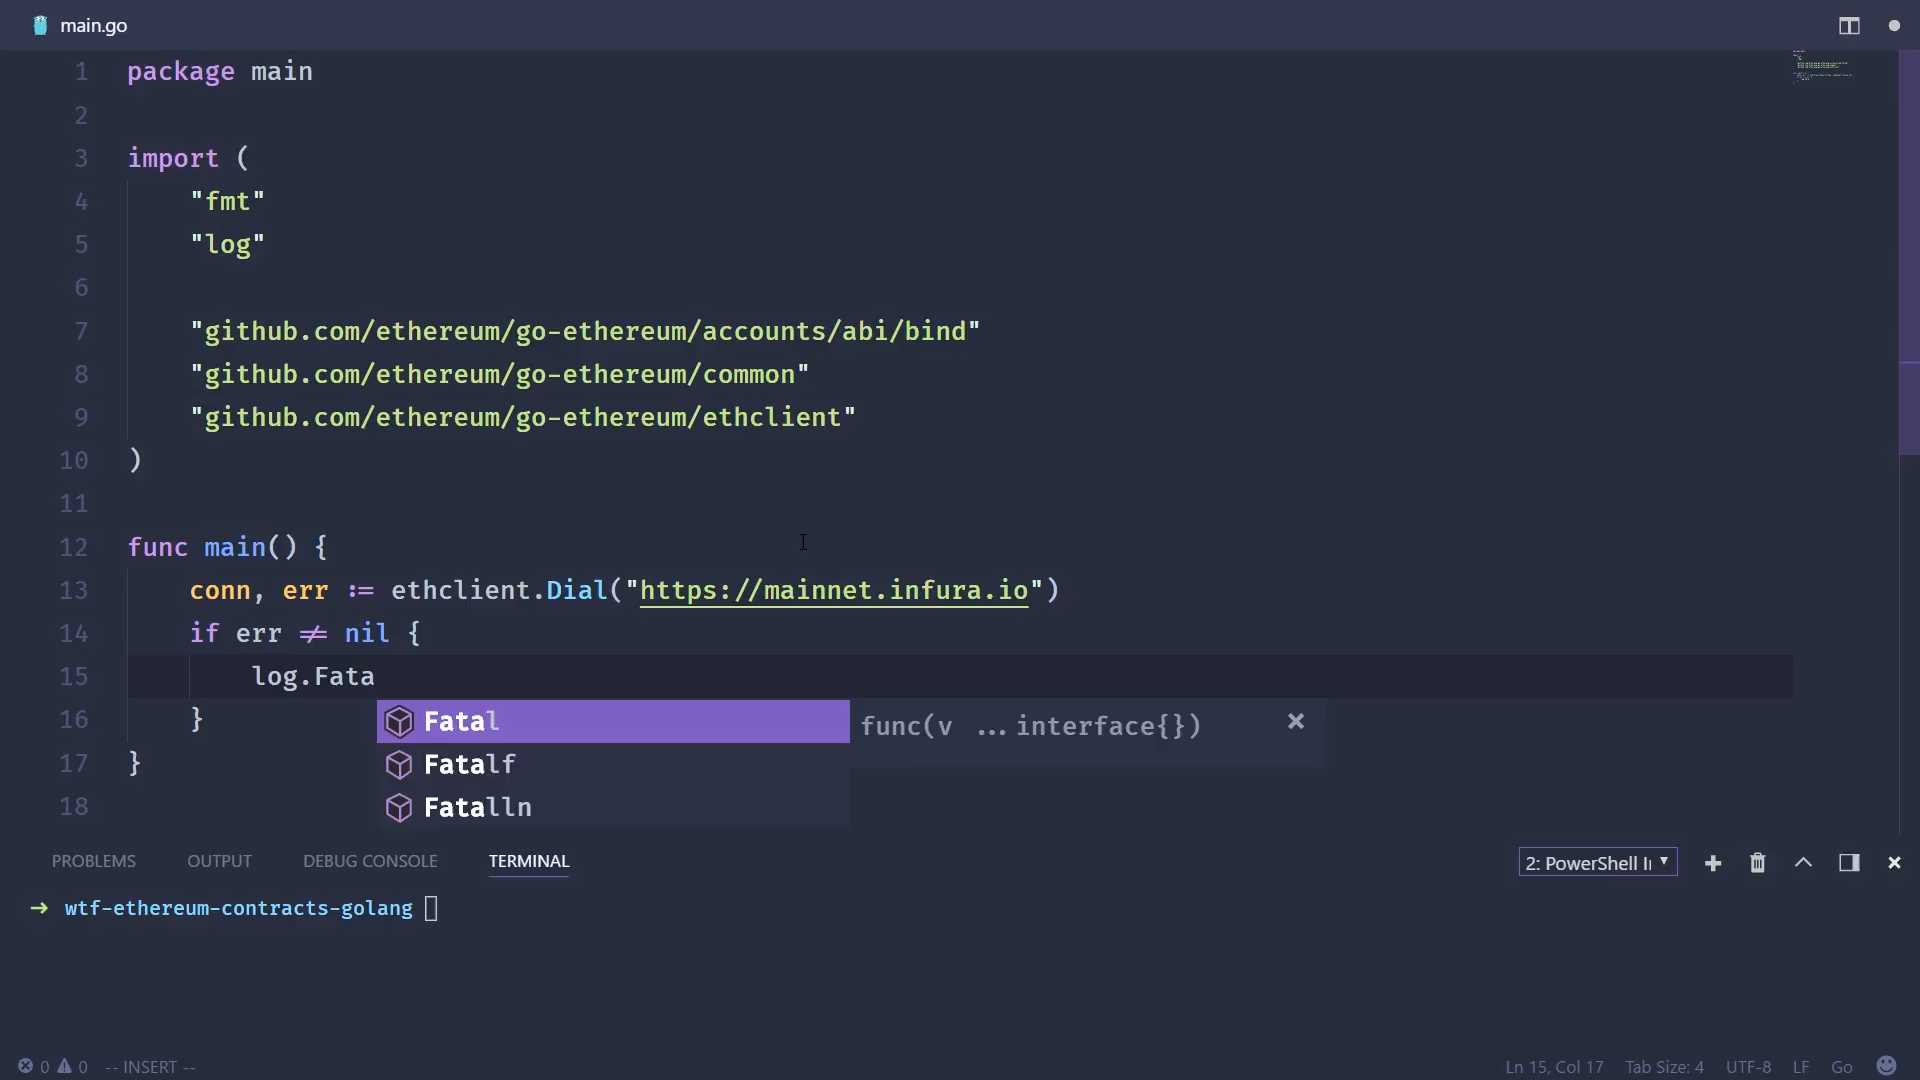 main.go
1 package main
2
3 import (
4 "fmt"
5 "log"
6
7 "github.com/ethereum/go-ethereum/accounts/abi/bind"
8 "github.com/ethereum/go-ethereum/common"
9 "github.com/ethereum/go-ethereum/ethclient"
10 )
11
12 func main() {
13 conn, err := ethclient.Dial("https://mainnet.infura.io")
14 if err ≠ nil {
15 log.Fata
16 }
Fatal func(v ...interface{})
17 }
Fatalf
18
Fatalln
PROBLEMS OUTPUT DEBUG CONSOLE TERMINAL 2: PowerShell
→ wtf-ethereum-contracts-golang
0 0 -- INSERT -- Ln 15, Col 17 Tab Size: 4 UTF-8 LF Go